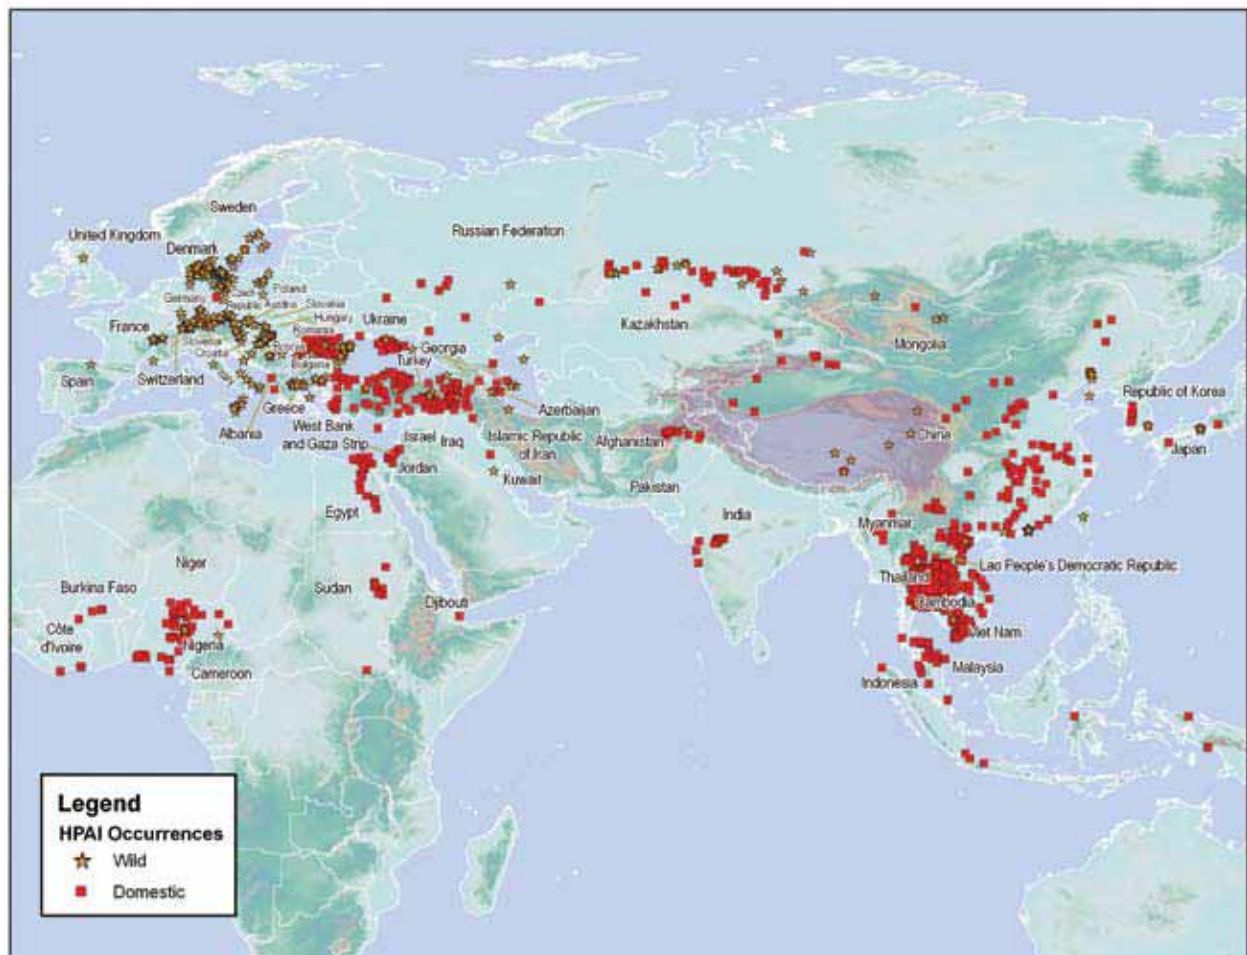 Sweden
United Kingdom
Denmark
Russian Federation
Poland
Germany
Czech
Republic
Austria
Slovakia
Hungary
France
Ukraine
Romania
Kazakhstan
Slovenia
Croatia
Georgia
Mongolia
Turkey
Bulgaria
Spain
Switzerland
Italy
Republic of Korea
Greece
Azerbaijan
Albania
West Bank
and Gaza Strip
Israel
Iraq
Islamic Republic
of Iran
Afghanistan
China
Japan
Jordan
Kuwait
Pakistan
Egypt
India
Myanmar
Niger
Lao People's Democratic Republic
Thailand
Burkina Faso
Sudan
Djibouti
Cambodia
Côte
d'Ivoire
Nigeria
Viet Nam
Cameroon
Malaysia
Indonesia
Legend
HPAI Occurrences
Wild
Domestic